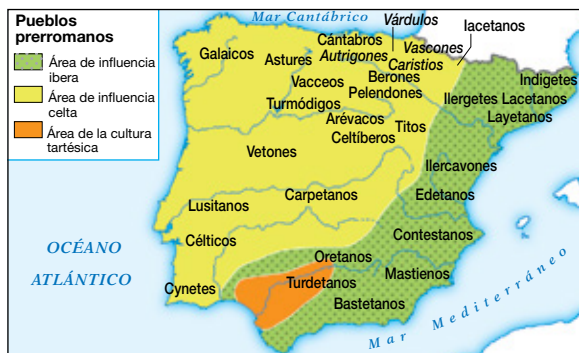 Pueblos
prerromanos
Área de influencia
ibera
Área de influencia
celta
Área de la cultura
tartésica
Mar Cantábrico
Várdulos
Iacetanos
Galaicos
Astures
Cántabros
Autrigones
Vascones
Caristios
Vacceos
Berones
Pelendones
Turmódigos
Indigetes
Ilergetes Lacetanos
Layetanos
Arévacos
Celtíberos
Titos
Vetones
Ilercavones
Carpetanos
Edetanos
Lusitanos
Célticos
Contestanos
OCÉANO
ATLÁNTICO
Oretanos
Mastienos
Cynetes
Turdetanos
Bastetanos
Mar Mediterráneo